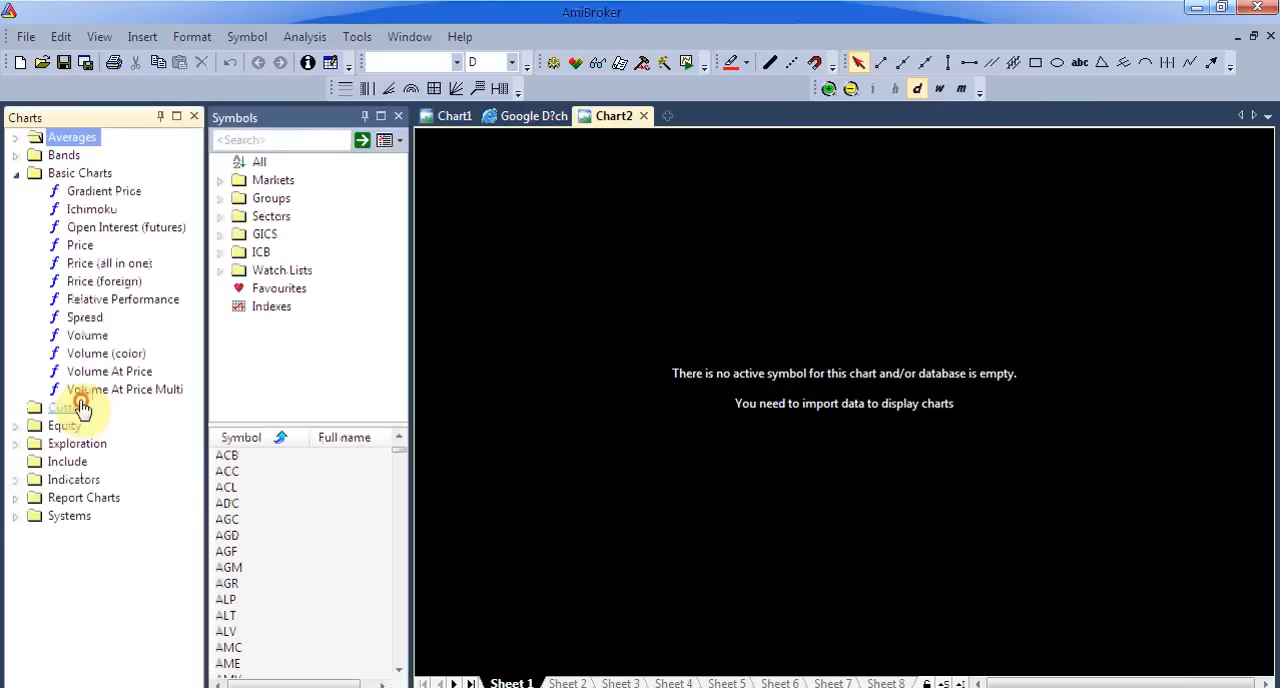 AmiBroker
File Edit View Insert Format Symbol Analysis Tools Window Help
D
abc
i h d w m
Charts
Averages
Bands
Basic Charts
Gradient Price
Ichimoku
Open Interest (futures)
Price
Price (all in one)
Price (foreign)
Relative Performance
Spread
Volume
Volume (color)
Volume At Price
Volume At Price Multi
Equity
Exploration
Include
Indicators
Report Charts
Systems
Symbols
<Search>
All
Markets
Groups
Sectors
GICS
ICB
Watch Lists
Favourites
Indexes
Symbol Full name
ACB
ACC
ACL
ADC
AGC
AGD
AGF
AGM
AGR
ALP
ALT
ALV
AMC
AME
Chart1 Google D?ch Chart2
There is no active symbol for this chart and/or database is empty.
You need to import data to display charts
Sheet 1 Sheet 2 Sheet 3 Sheet 4 Sheet 5 Sheet 6 Sheet 7 Sheet 8